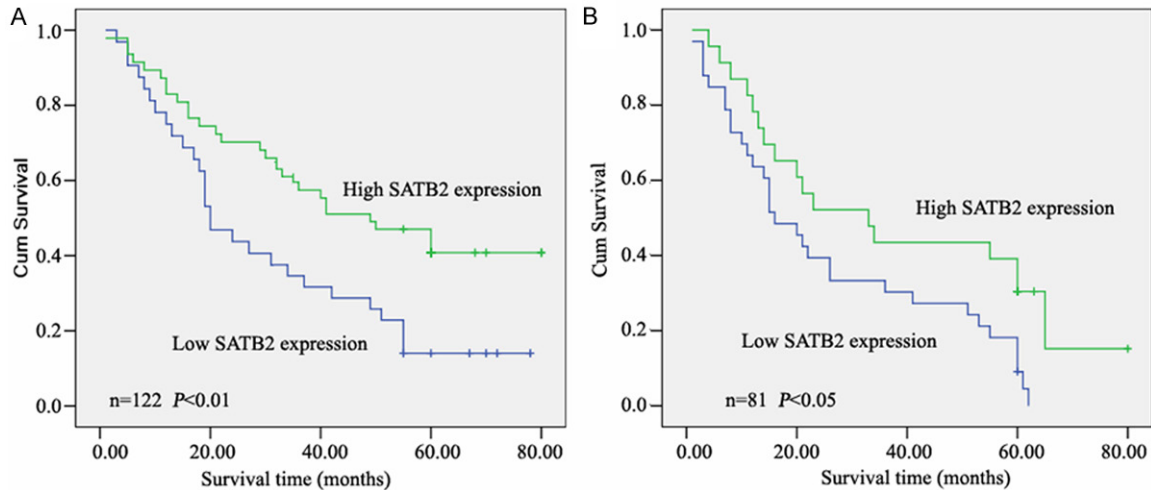 A
1.0
0.8
0.6
0.4
0.2
0.0
Cum Survival
High SATB2 expression
Low SATB2 expression
n=122 P<0.01
.00 20.00 40.00 60.00 80.00
Survival time (months)
B
1.0
0.8
0.6
0.4
0.2
0.0
Cum Survival
High SATB2 expression
Low SATB2 expression
n=81 P<0.05
.00 20.00 40.00 60.00 80.00
Survival time (months)